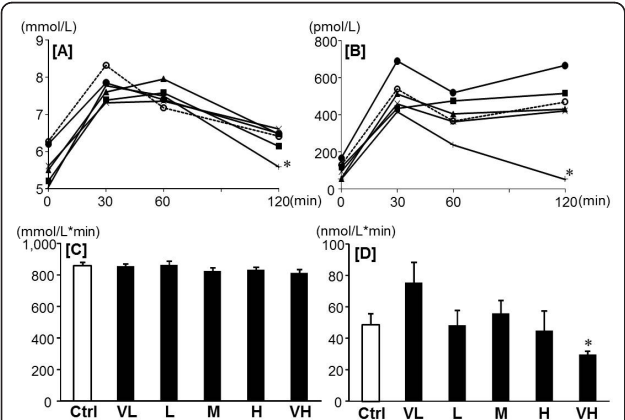 (mmol/L) (pmol/L)
9 [A] 800 [B]
8 600
7 400
6 200 *
5 * 0
0 30 60 120(min) 0 30 60 120(min)
(mmol/L*min) (nmol/L*min)
1,000 [C] 100 [D]
800 80
600 60
400 40 *
200 20
0 0
Ctrl VL L M H VH Ctrl VL L M H VH